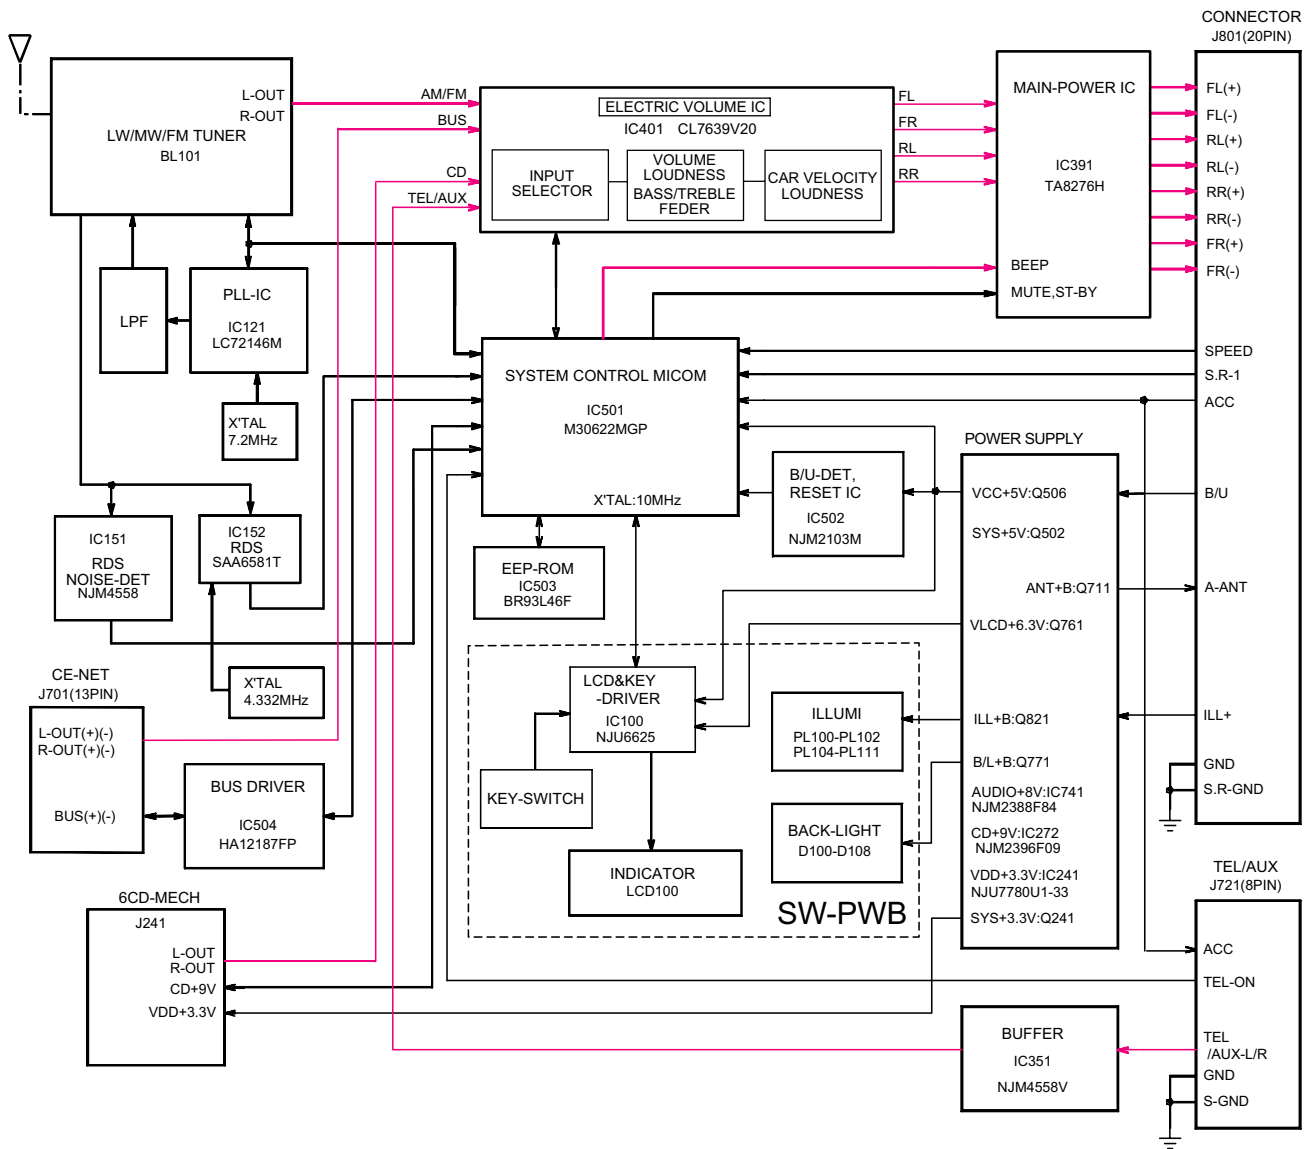 CONNECTOR
J801(20PIN)
L-OUT
R-OUT
LW/MW/FM TUNER
BL101
AM/FM
BUS
CD
TEL/AUX
ELECTRIC VOLUME IC
IC401 CL7639V20
INPUT
SELECTOR
VOLUME
LOUDNESS
BASS/TREBLE
FEDER
CAR VELOCITY
LOUDNESS
FL
FR
RL
RR
MAIN-POWER IC
IC391
TA8276H
BEEP
MUTE,ST-BY
FL(+)
FL(-)
RL(+)
RL(-)
RR(+)
RR(-)
FR(+)
FR(-)
SPEED
S.R-1
ACC
B/U
A-ANT
ILL+
GND
S.R-GND
LPF
PLL-IC
IC121
LC72146M
X'TAL
7.2MHz
SYSTEM CONTROL MICOM
IC501
M30622MGP
X'TAL:10MHz
IC151
RDS
NOISE-DET
NJM4558
IC152
RDS
SAA6581T
X'TAL
4.332MHz
EEP-ROM
IC503
BR93L46F
B/U-DET,
RESET IC
IC502
NJM2103M
POWER SUPPLY
VCC+5V:Q506
SYS+5V:Q502
ANT+B:Q711
VLCD+6.3V:Q761
ILL+B:Q821
B/L+B:Q771
AUDIO+8V:IC741
NJM2388F84
CD+9V:IC272
NJM2396F09
VDD+3.3V:IC241
NJU7780U1-33
SYS+3.3V:Q241
CE-NET
J701(13PIN)
L-OUT(+)(-)
R-OUT(+)(-)
BUS(+)(-)
BUS DRIVER
IC504
HA12187FP
LCD&KEY
-DRIVER
IC100
NJU6625
KEY-SWITCH
INDICATOR
LCD100
ILLUMI
PL100-PL102
PL104-PL111
BACK-LIGHT
D100-D108
SW-PWB
6CD-MECH
J241
L-OUT
R-OUT
CD+9V
VDD+3.3V
BUFFER
IC351
NJM4558V
TEL/AUX
J721(8PIN)
ACC
TEL-ON
TEL
/AUX-L/R
GND
S-GND